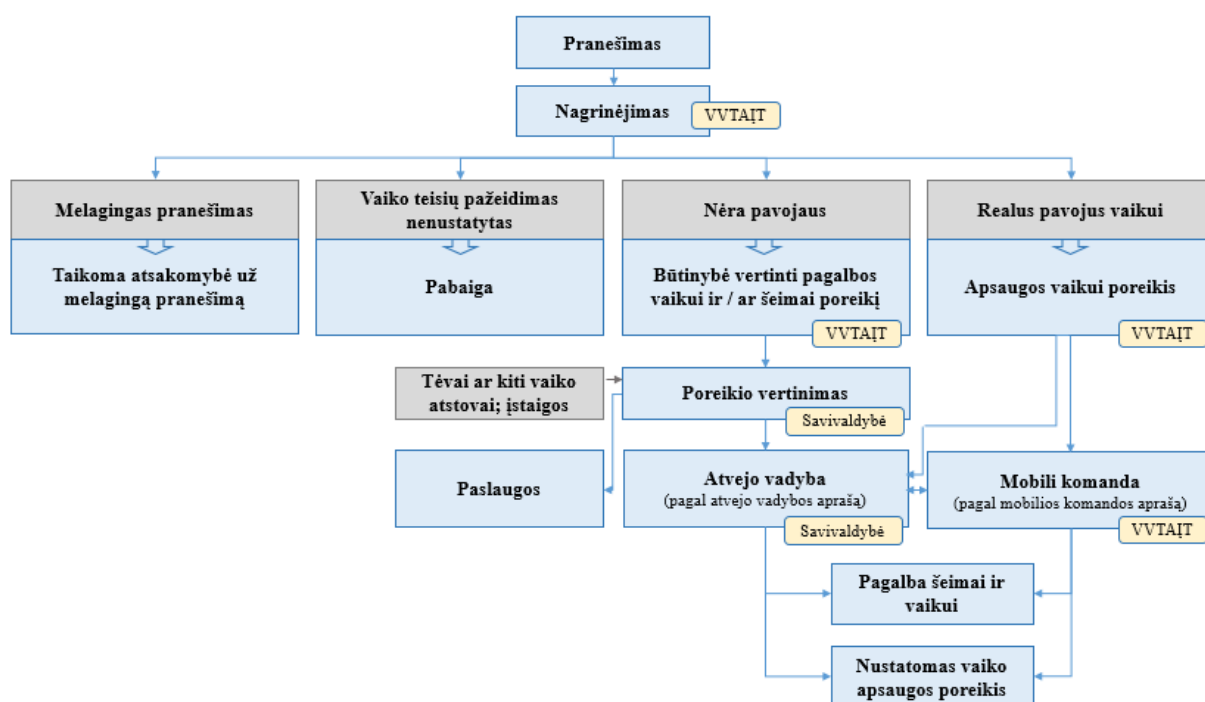 Pranešimas
Nagrinėjimas
VVTAĮT
Melagingas pranešimas
Vaiko teisių pažeidimas
nenustatytas
Nėra pavojaus
Realus pavojus vaikui
Taikoma atsakomybė už
melagingą pranešimą
Pabaiga
Būtinybė vertinti pagalbos
vaikui ir / ar šeimai poreikį
VVTAĮT
Apsaugos vaikui poreikis
VVTAĮT
Tėvai ar kiti vaiko
atstovai; įstaigos
Poreikio vertinimas
Savivaldybė
Paslaugos
Atvejo vadyba
(pagal atvejo vadybos aprašą)
Savivaldybė
Mobili komanda
(pagal mobilios komandos aprašą)
VVTAĮT
Pagalba šeimai ir
vaikui
Nustatomas vaiko
apsaugos poreikis